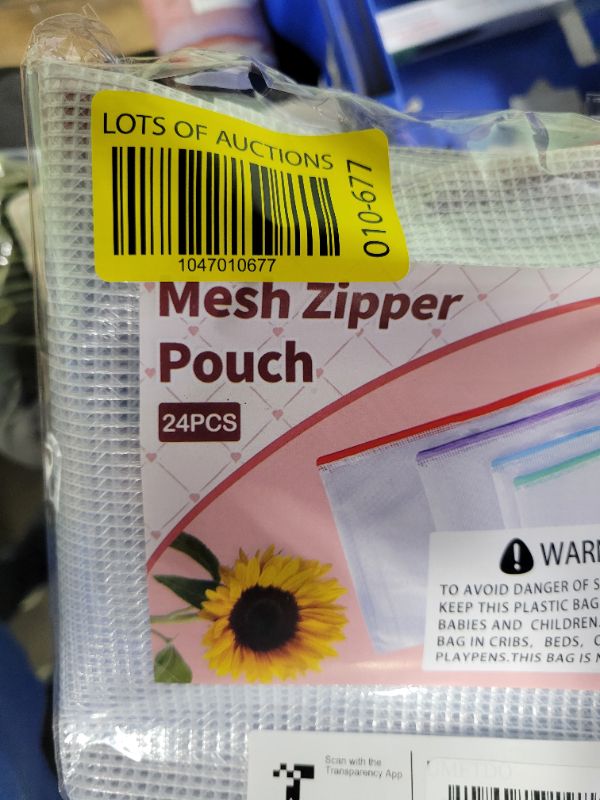 LOTS OF AUCTIONS
010-677
1047010677
Mesh Zipper
Pouch
24PCS
WARN
TO AVOID DANGER OF S
KEEP THIS PLASTIC BAG
BABIES AND CHILDREN.
BAG IN CRIBS, BEDS, C
PLAYPENS.THIS BAG IS N
Scan with the
Transparency App